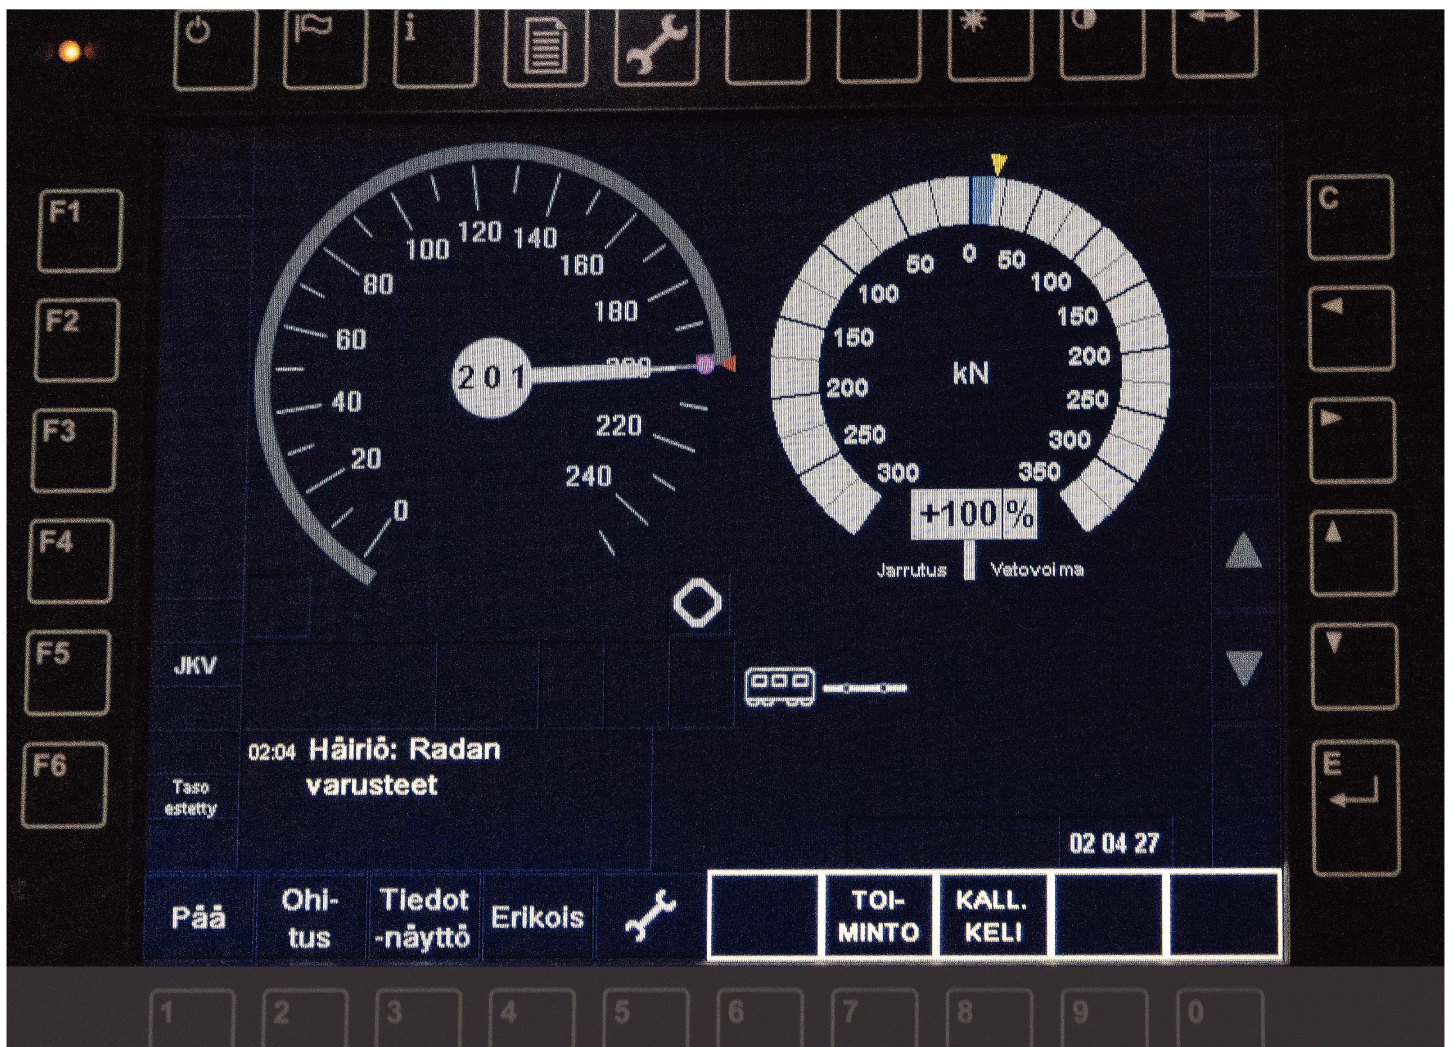 i
F1
F2
F3
F4
F5
F6
C
E
0
20
40
60
80
100
120
140
160
180
200
220
240
201
300
250
200
150
100
50
0
50
100
150
200
250
300
350
kN
+100 %
Jarrutus
Vetovoima
JKV
02:04 Häiriö: Radan
varusteet
Taso
estetty
02 04 27
Pää
Ohi-
tus
Tiedot
-näyttö
Erikois
TOI-
MINTO
KALL.
KELI
1 2 3 4 5 6 7 8 9 0